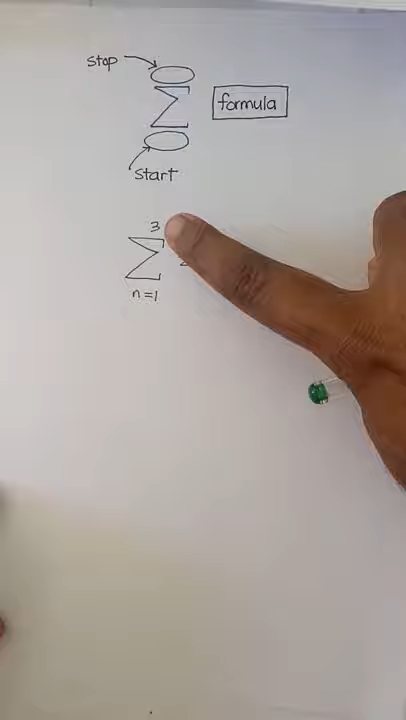 Stop
Σ formula
Start
3
Σ
n=1